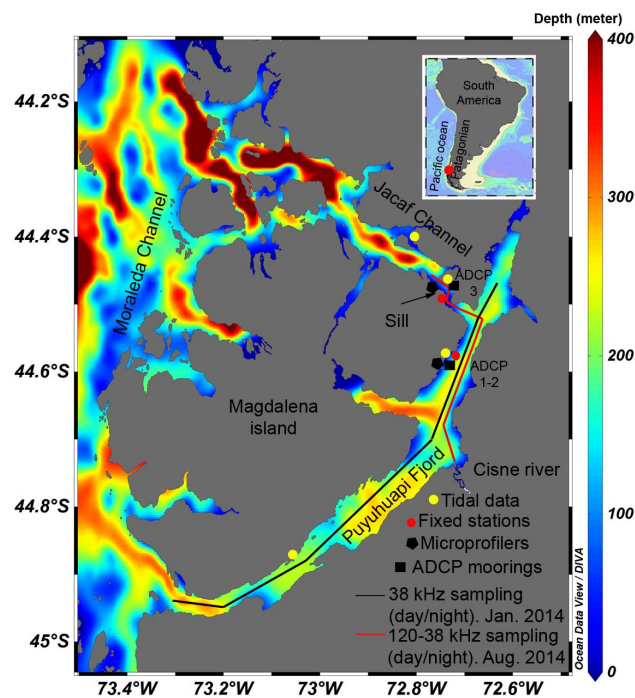 Depth (meter)
400
300
200
100
0
Ocean Data View / DIVA
44.2°S
44.4°S
44.6°S
44.8°S
45°S
73.4°W
73.2°W
73°W
72.8°W
72.6°W
South
America
Pacific ocean
Patagonian
Moraleda Channel
Jacaf Channel
ADCP
3
Sill
ADCP
1-2
Magdalena
island
Puyuhuapi Fjord
Cisne river
Tidal data
Fixed stations
Microprofilers
ADCP moorings
38 kHz sampling
(day/night). Jan. 2014
120-38 kHz sampling
(day/night). Aug. 2014